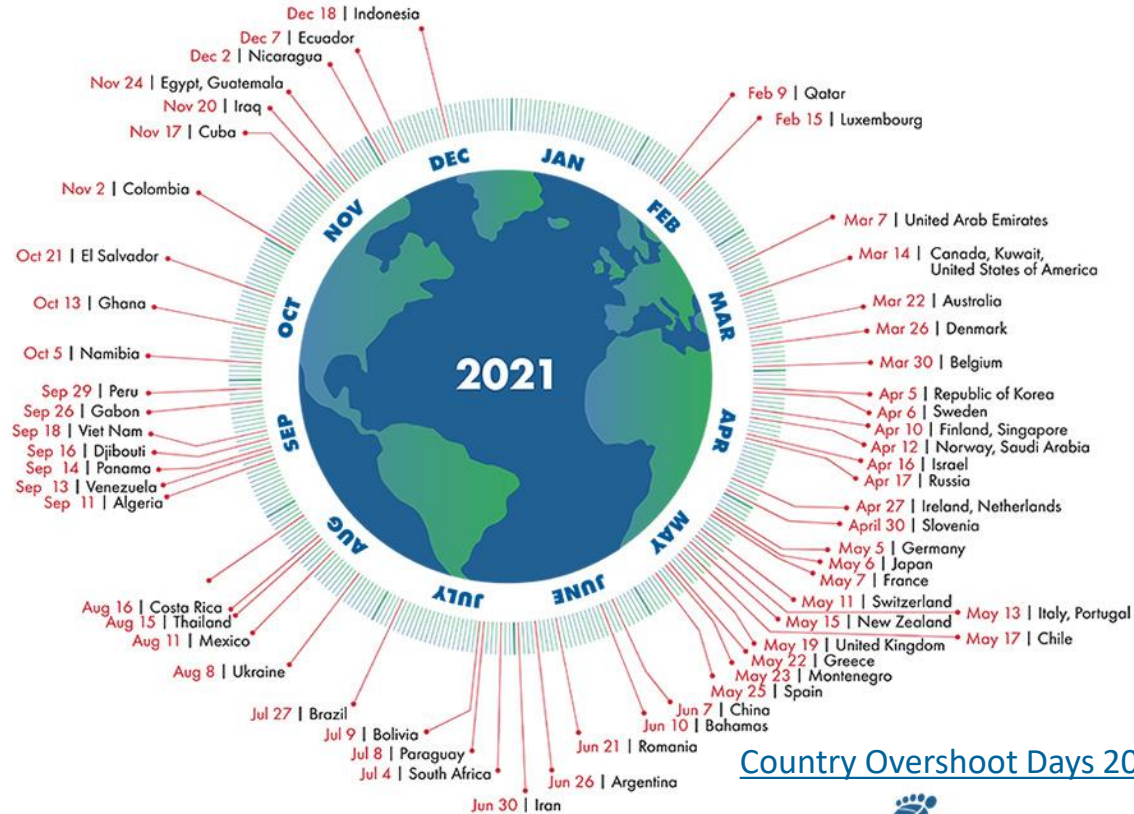 Dec 18 | Indonesia
Dec 7 | Ecuador
Dec 2 | Nicaragua
Nov 24 | Egypt, Guatemala
Nov 20 | Iraq
Nov 17 | Cuba
Nov 2 | Colombia
Oct 21 | El Salvador
Oct 13 | Ghana
Oct 5 | Namibia
Sep 29 | Peru
Sep 26 | Gabon
Sep 18 | Viet Nam
Sep 16 | Djibouti
Sep 14 | Panama
Sep 13 | Venezuela
Sep 11 | Algeria
Aug 16 | Costa Rica
Aug 15 | Thailand
Aug 11 | Mexico
Aug 8 | Ukraine
Jul 27 | Brazil
Jul 9 | Bolivia
Jul 8 | Paraguay
Jul 4 | South Africa
JAN
FEB
MAR
APR
MAY
JUNE
JULY
AUG
SEP
OCT
NOV
DEC
2021
Feb 9 | Qatar
Feb 15 | Luxembourg
Mar 7 | United Arab Emirates
Mar 14 | Canada, Kuwait,
United States of America
Mar 22 | Australia
Mar 26 | Denmark
Mar 30 | Belgium
Apr 5 | Republic of Korea
Apr 6 | Sweden
Apr 10 | Finland, Singapore
Apr 12 | Norway, Saudi Arabia
Apr 16 | Israel
Apr 17 | Russia
Apr 27 | Ireland, Netherlands
April 30 | Slovenia
May 5 | Germany
May 6 | Japan
May 7 | France
May 11 | Switzerland
May 13 | Italy, Portugal
May 15 | New Zealand
May 17 | Chile
May 19 | United Kingdom
May 22 | Greece
May 23 | Montenegro
May 25 | Spain
Jun 7 | China
Jun 10 | Bahamas
Jun 21 | Romania
Jun 26 | Argentina
Jun 30 | Iran
Country Overshoot Days 20